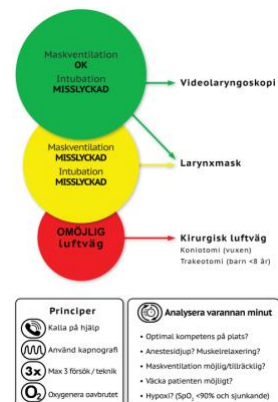 Maskventilation
OK
Intubation
MISSLYCKAD
Videolaryngoskopi
Maskventilation
MISSLYCKAD
Intubation
MISSLYCKAD
Larynxmask
OMÖJLIG
luftväg
Kirurgisk luftväg
Koniotomi (vuxen)
Trakeotomi (barn <8 år)
Principer
Kalla på hjälp
Använd kapnografi
3x Max 3 försök / teknik
O₂ Oxygenera oavbrutet
Analysera varannan minut
• Optimal kompetens på plats?
• Anestesidjup? Muskelrelaxering?
• Maskventilation möjlig/tillräcklig?
• Väcka patienten möjligt?
• Hypoxi? (SpO₂ <90% och sjunkande)